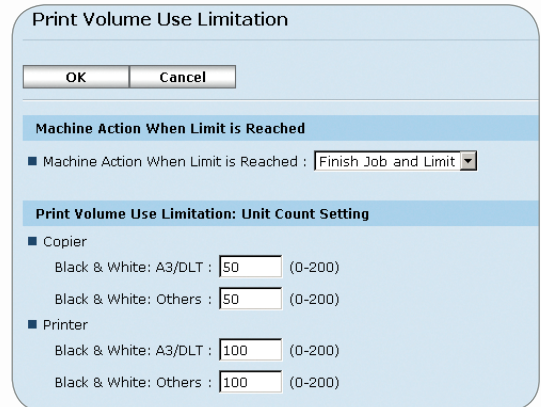 Print Volume Use Limitation
OK Cancel
Machine Action When Limit is Reached
Machine Action When Limit is Reached : Finish Job and Limit
Print Volume Use Limitation: Unit Count Setting
Copier
Black & White: A3/DLT : 50 (0-200)
Black & White: Others : 50 (0-200)
Printer
Black & White: A3/DLT : 100 (0-200)
Black & White: Others : 100 (0-200)